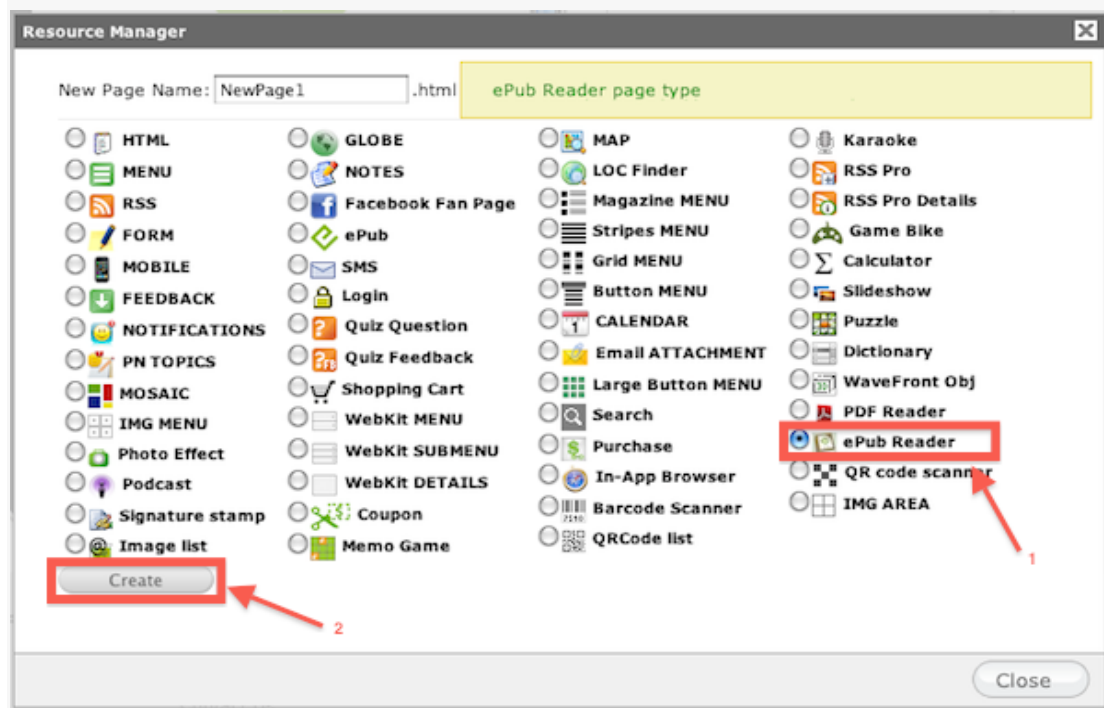 Resource Manager
New Page Name: NewPage1 .html ePub Reader page type
HTML
MENU
RSS
FORM
MOBILE
FEEDBACK
NOTIFICATIONS
PN TOPICS
MOSAIC
IMG MENU
Photo Effect
Podcast
Signature stamp
Image list
GLOBE
NOTES
Facebook Fan Page
ePub
SMS
Login
Quiz Question
Quiz Feedback
Shopping Cart
WebKit MENU
WebKit SUBMENU
WebKit DETAILS
Coupon
Memo Game
MAP
LOC Finder
Magazine MENU
Stripes MENU
Grid MENU
Button MENU
CALENDAR
Email ATTACHMENT
Large Button MENU
Search
Purchase
In-App Browser
Barcode Scanner
QRCode list
Karaoke
RSS Pro
RSS Pro Details
Game Bike
Calculator
Slideshow
Puzzle
Dictionary
WaveFront Obj
PDF Reader
ePub Reader
QR code scanner
IMG AREA
1
Create
2
Close